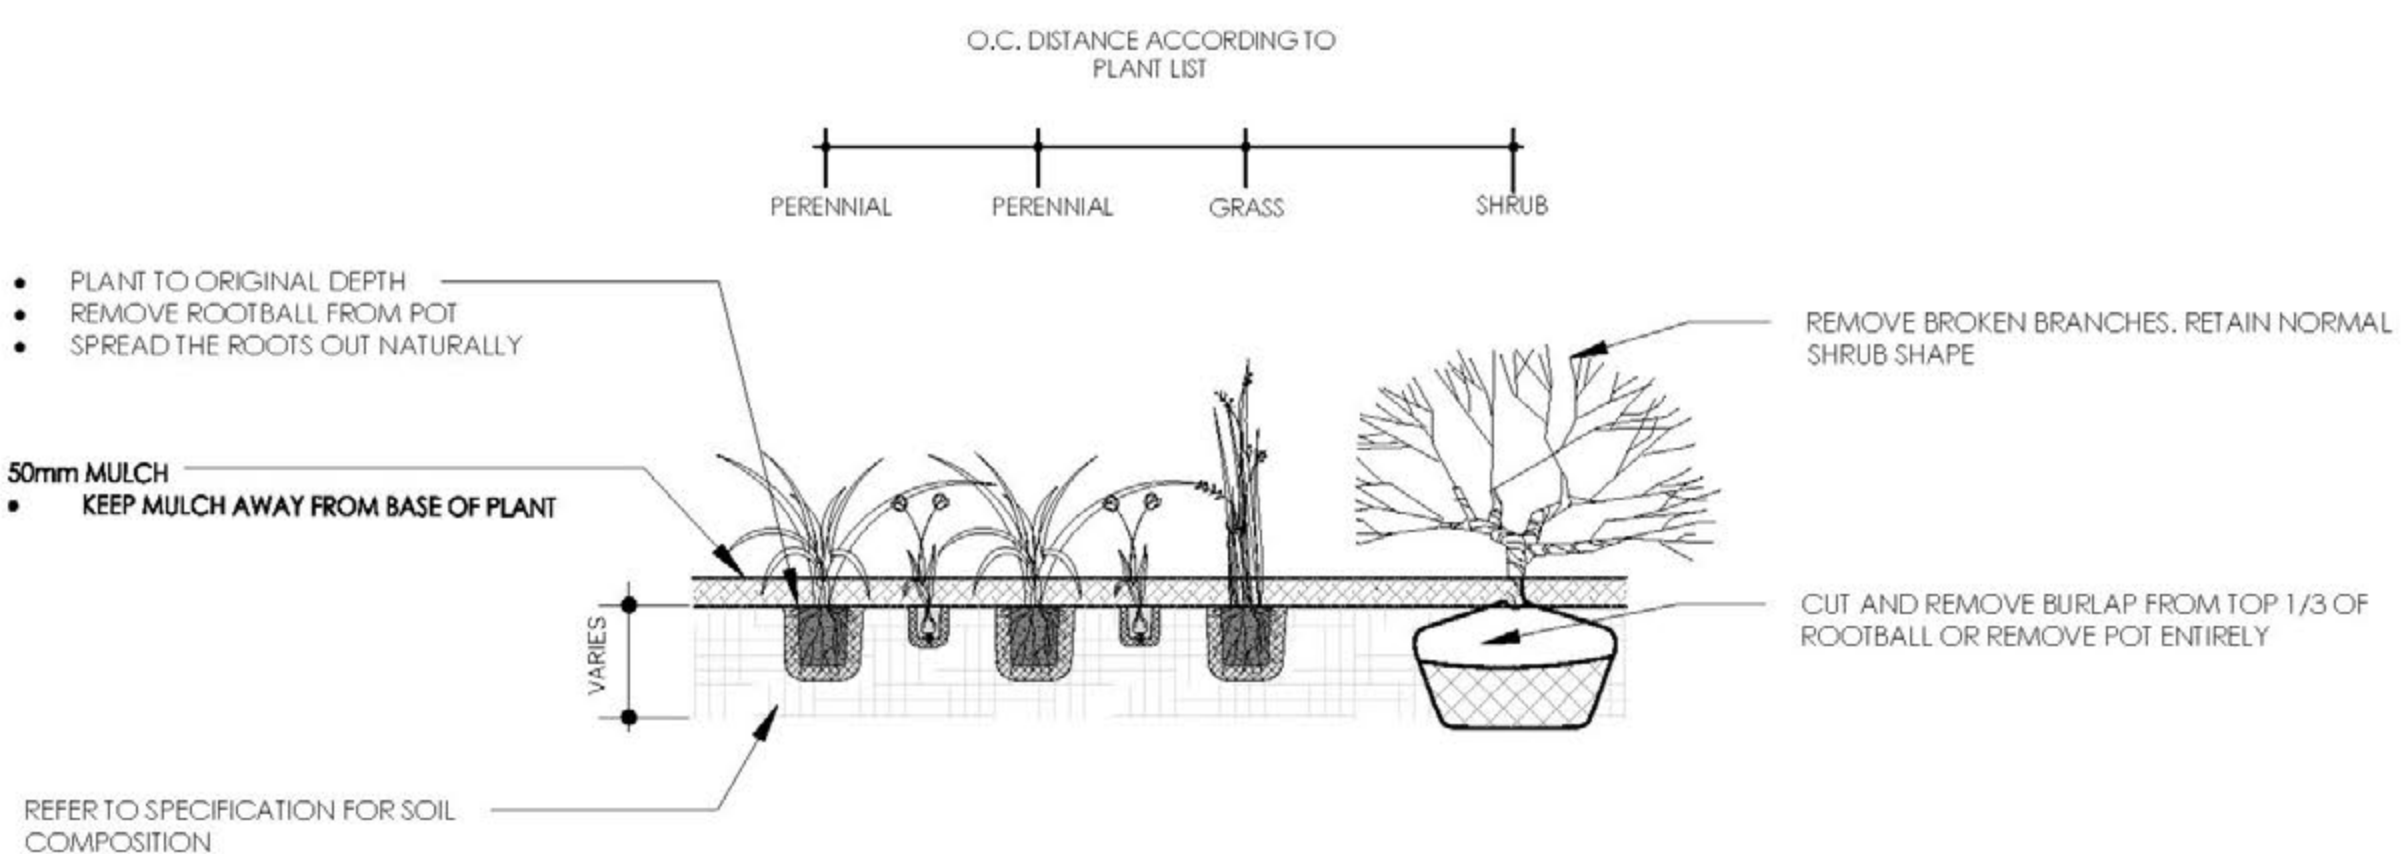 O.C. DISTANCE ACCORDING TO
PLANT LIST
PERENNIAL
PERENNIAL
GRASS
SHRUB
• PLANT TO ORIGINAL DEPTH
• REMOVE ROOTBALL FROM POT
• SPREAD THE ROOTS OUT NATURALLY
REMOVE BROKEN BRANCHES. RETAIN NORMAL
SHRUB SHAPE
50mm MULCH
• KEEP MULCH AWAY FROM BASE OF PLANT
VARIES
CUT AND REMOVE BURLAP FROM TOP 1/3 OF
ROOTBALL OR REMOVE POT ENTIRELY
REFER TO SPECIFICATION FOR SOIL
COMPOSITION